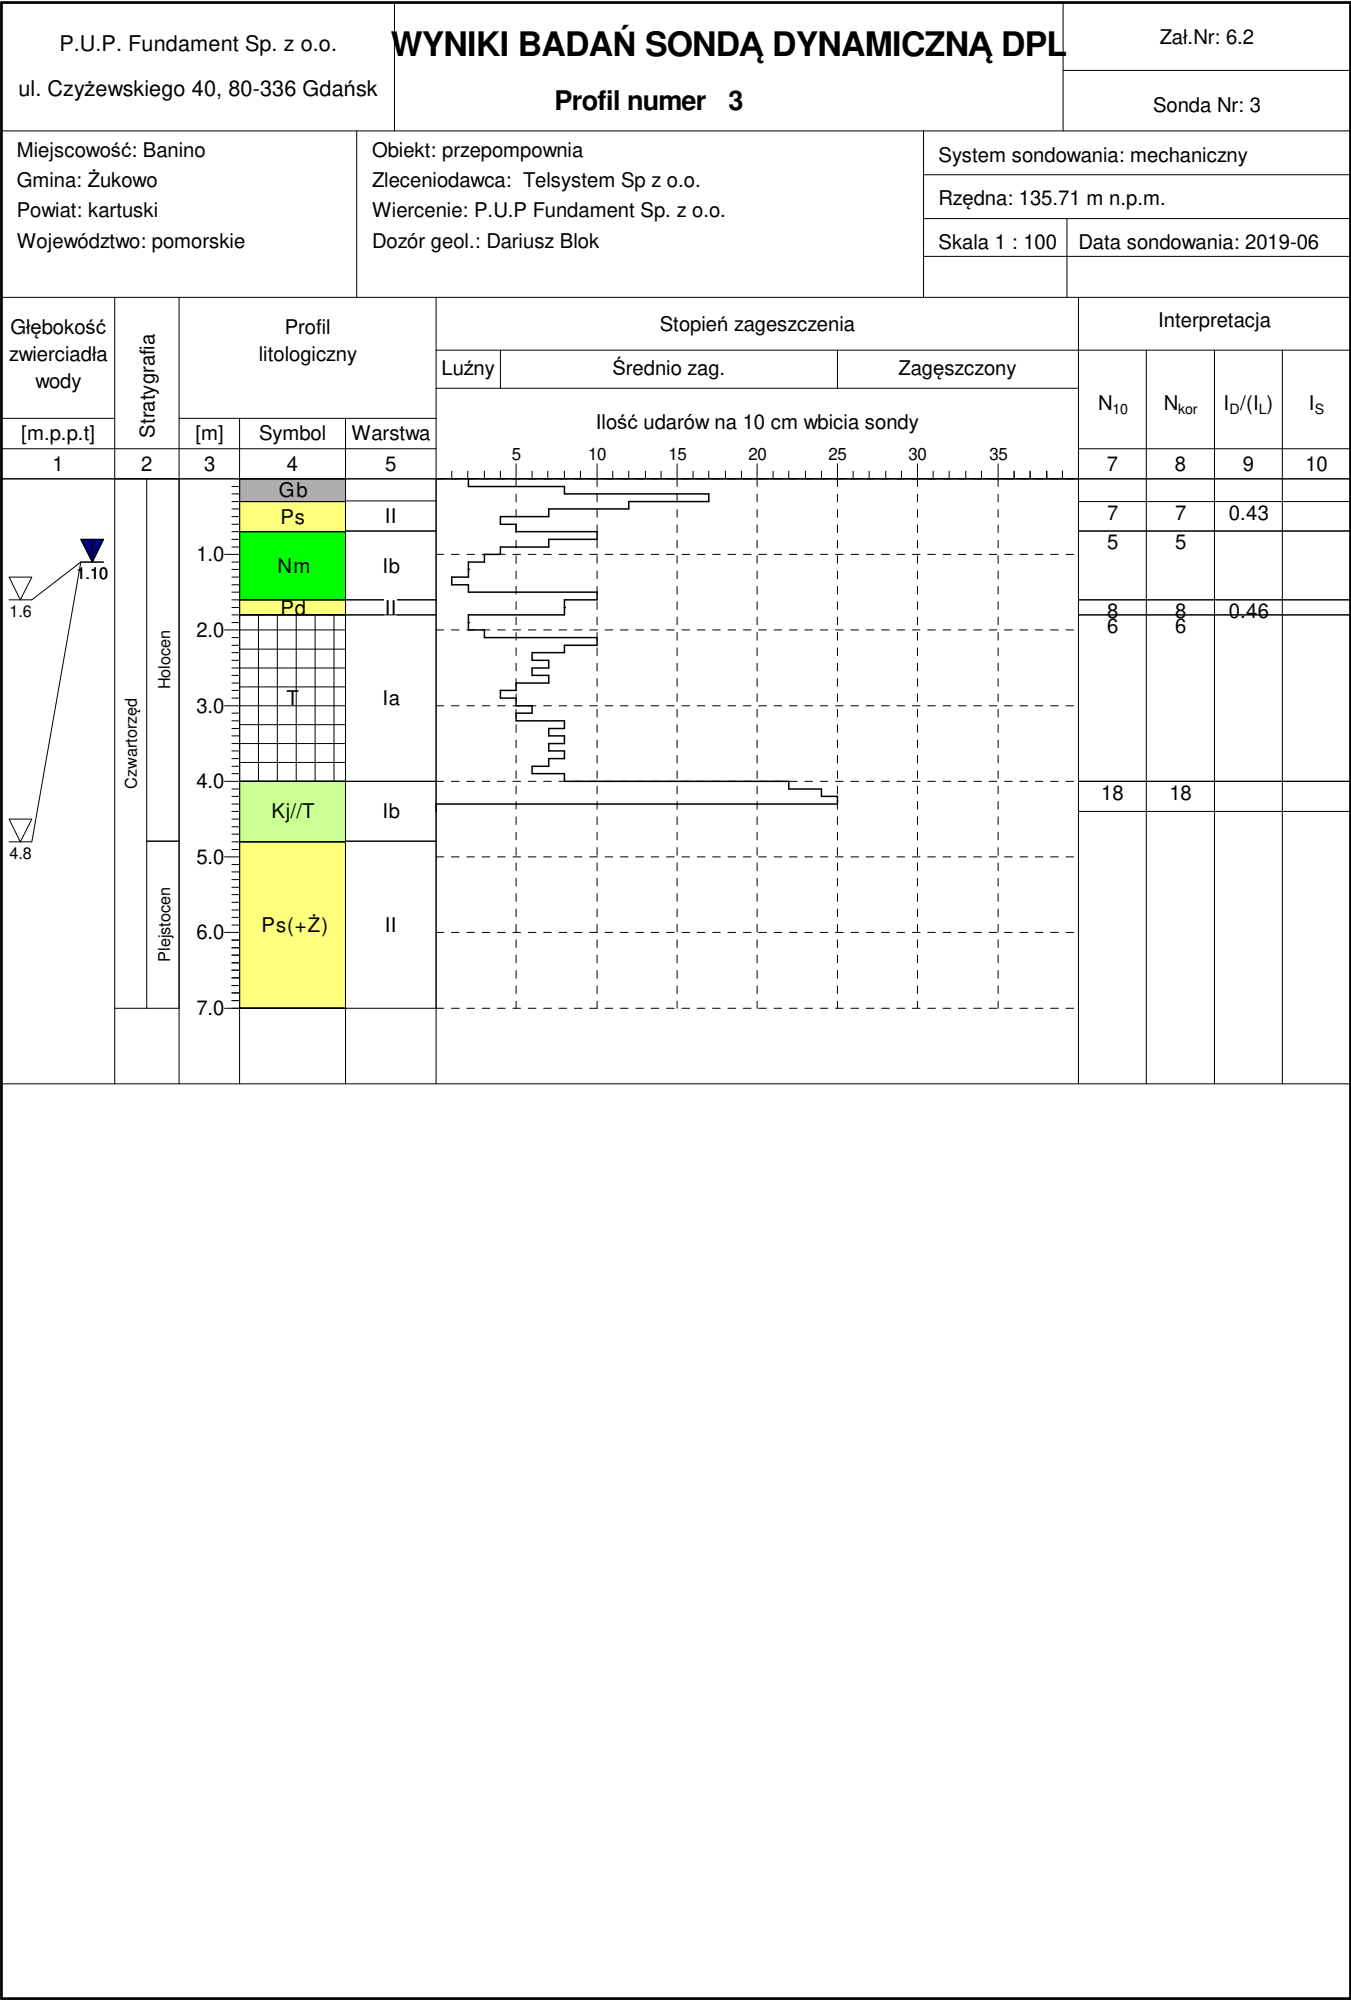 P.U.P. Fundament Sp. z o.o.
ul. Czyżewskiego 40, 80-336 Gdańsk
WYNIKI BADAŃ SONDĄ DYNAMICZNĄ DPL
Profil numer 3
Zał.Nr: 6.2
Sonda Nr: 3
Miejscowość: Banino
Gmina: Żukowo
Powiat: kartuski
Województwo: pomorskie
Obiekt: przepompownia
Zleceniodawca: Telsystem Sp z o.o.
Wiercenie: P.U.P Fundament Sp. z o.o.
Dozór geol.: Dariusz Blok
System sondowania: mechaniczny
Rzędna: 135.71 m n.p.m.
Skala 1 : 100
Data sondowania: 2019-06
Głębokość
zwierciadła
wody
[m.p.p.t]
Stratygrafia
Profil
litologiczny
[m] Symbol Warstwa
Stopień zageszczenia
Luźny Średnio zag. Zagęszczony
Ilość udarów na 10 cm wbicia sondy
5 10 15 20 25 30 35
Interpretacja
N10 Nkor ID/(IL) IS
1 2 3 4 5 7 8 9 10
Gb
Ps II 7 7 0.43
1.0 Nm Ib 5 5
1.10
1.6
Pd II 8 8 0.46
2.0 6 6
Holocen
T Ia
3.0
Czwartorzęd
4.0
Kj//T Ib 18 18
4.8
5.0
Plejstocen
6.0 Ps(+Ż) II
7.0